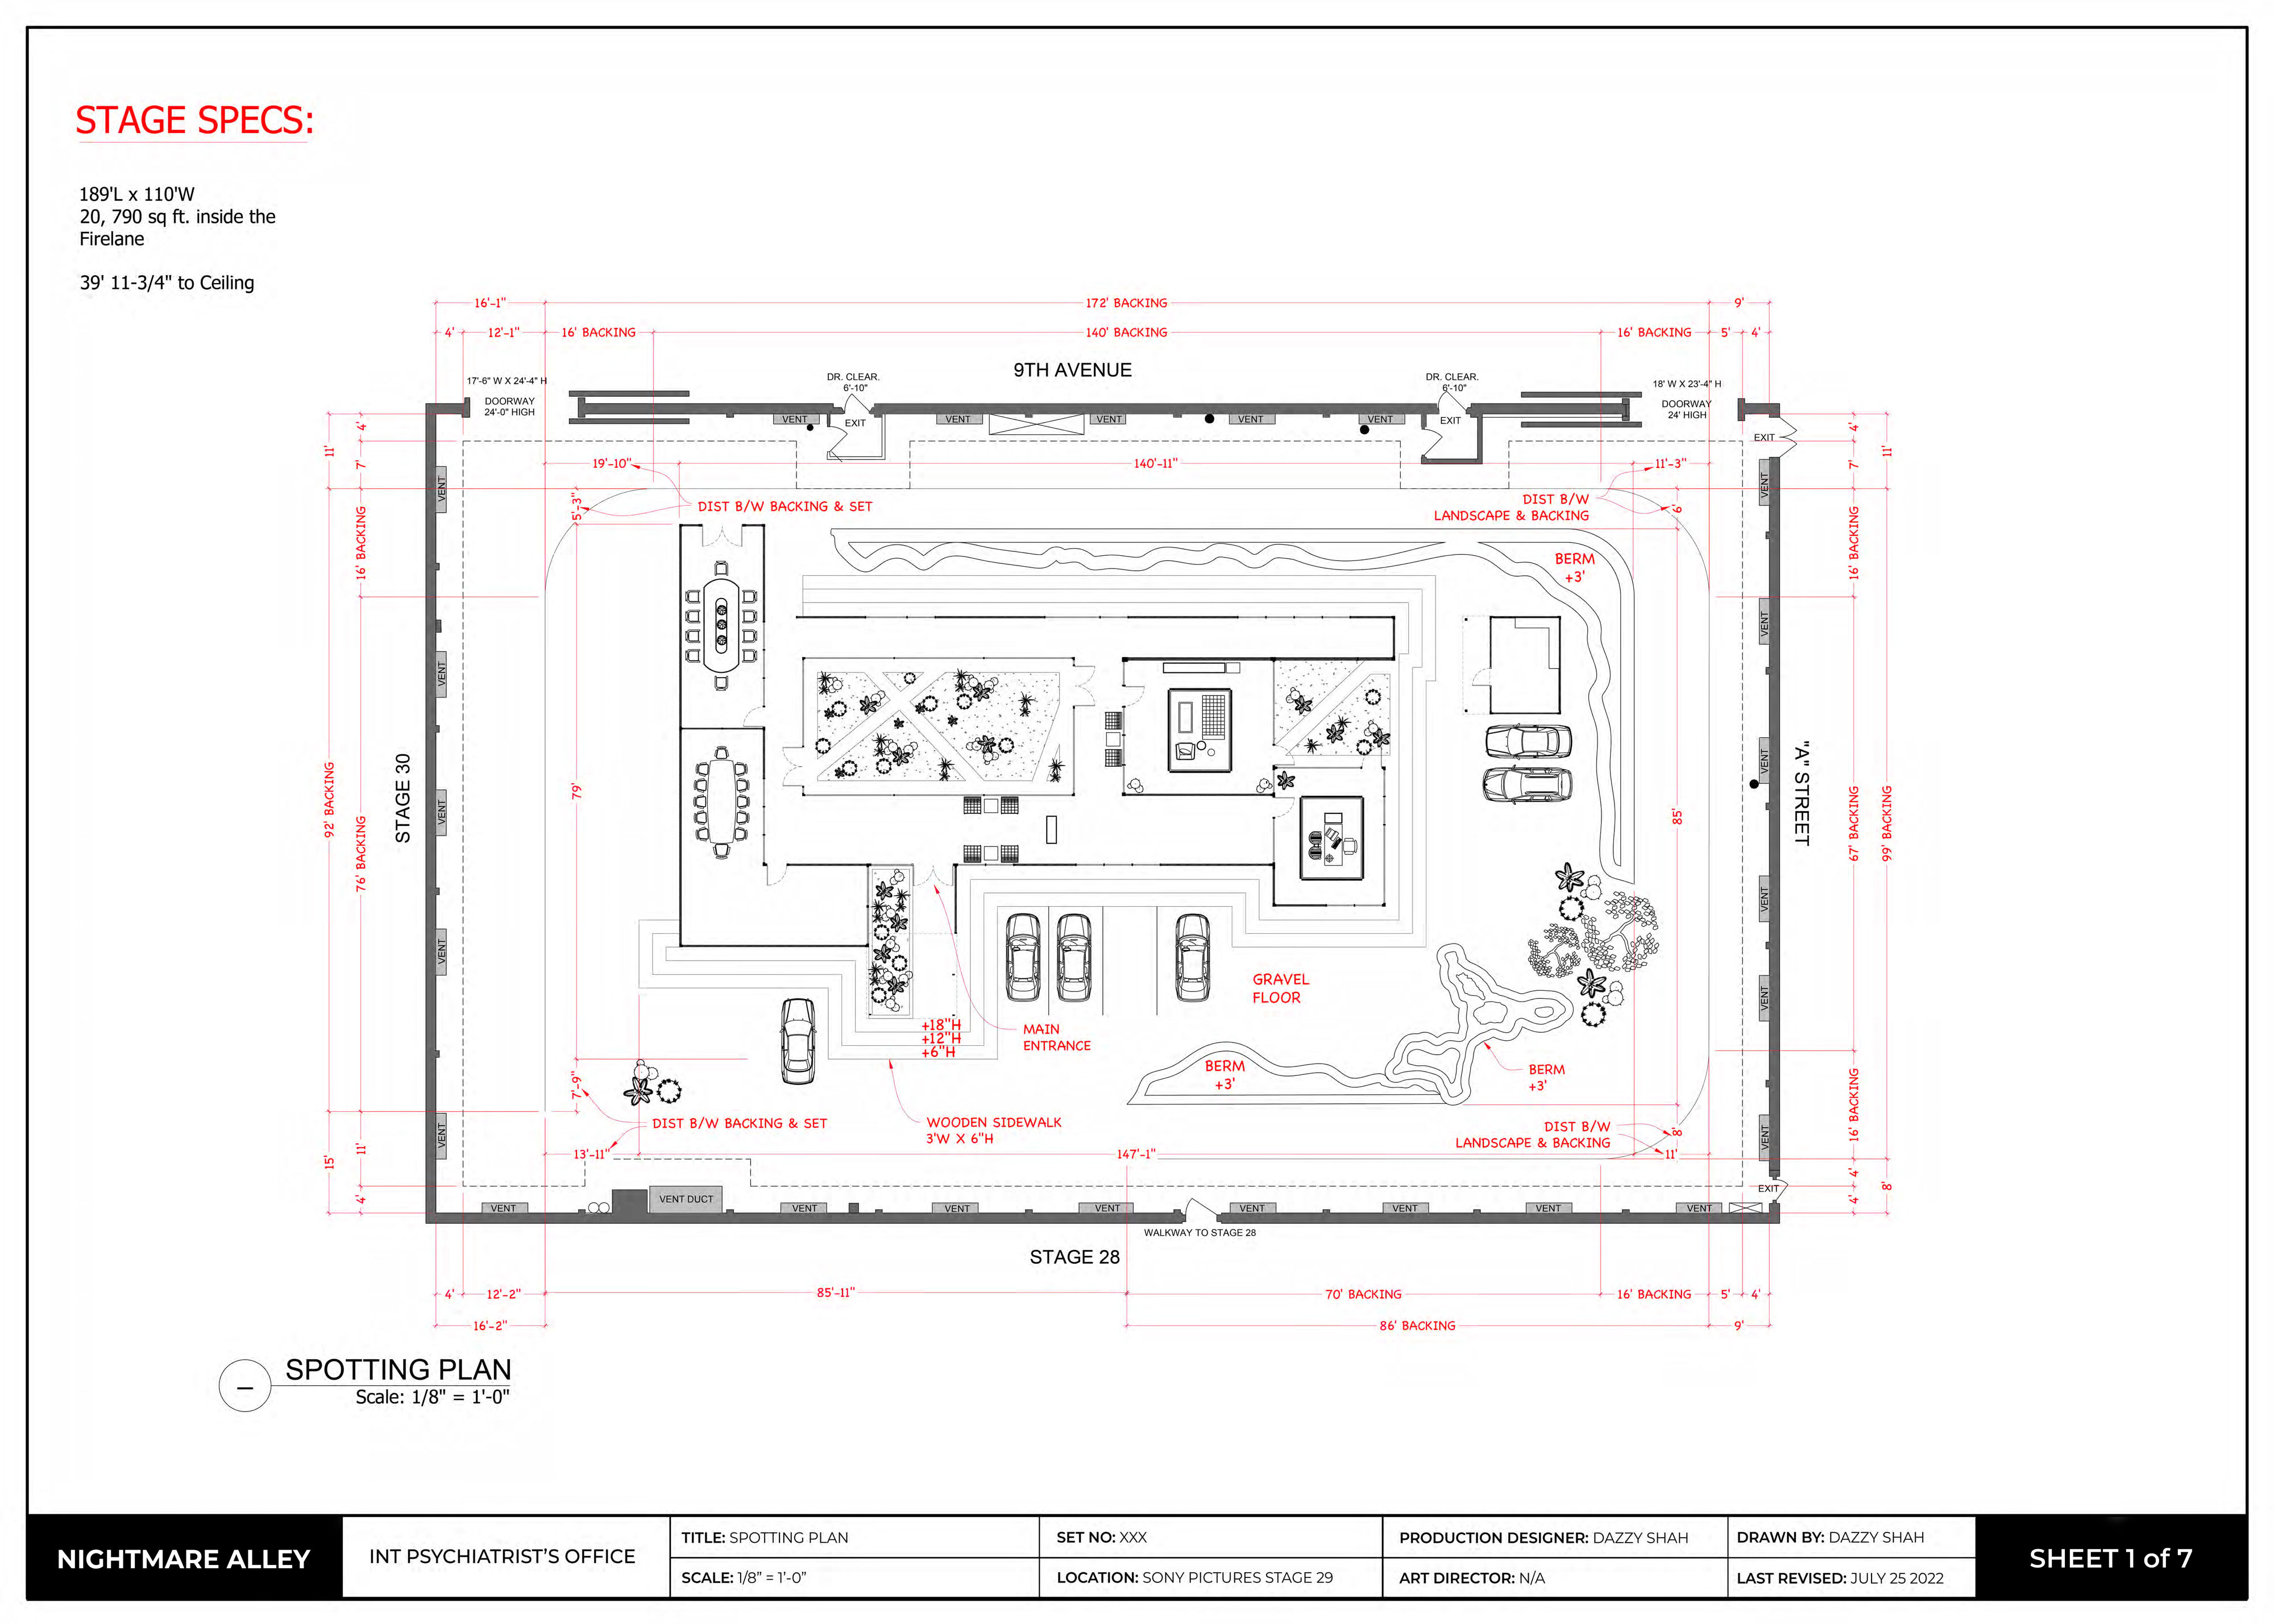 STAGE SPECS:
189'L x 110'W
20, 790 sq ft. inside the
Firelane
39' 11-3/4" to Ceiling
16'-1"
172' BACKING
9'
4'
12'-1"
16' BACKING
140' BACKING
16' BACKING
5'
4'
9TH AVENUE
17'-6" W X 24'-4" H
DOORWAY
24'-0" HIGH
DR. CLEAR.
6'-10"
EXIT
DR. CLEAR.
6'-10"
EXIT
18' W X 23'-4" H
DOORWAY
24' HIGH
VENT
VENT
VENT
VENT
VENT
EXIT
19'-10"
140'-11"
11'-3"
DIST B/W BACKING & SET
DIST B/W
LANDSCAPE & BACKING
5'-3"
6'
11'
4'
7'
16' BACKING
92' BACKING
76' BACKING
15'
11'
4'
STAGE 30
VENT
VENT
VENT
VENT
VENT
79'
7'-9"
BERM
+3'
85'
8'
GRAVEL
FLOOR
+18"H
+12"H
+6"H
MAIN
ENTRANCE
BERM
+3'
BERM
+3'
WOODEN SIDEWALK
3'W X 6"H
DIST B/W BACKING & SET
DIST B/W
LANDSCAPE & BACKING
13'-11"
147'-1"
11'
VENT
VENT
VENT
VENT
VENT
VENT
"A" STREET
4'
7'
16' BACKING
67' BACKING
16' BACKING
4'
4'
11'
99' BACKING
8'
EXIT
VENT
VENT DUCT
VENT
VENT
VENT
VENT
VENT
VENT
VENT
WALKWAY TO STAGE 28
STAGE 28
4'
12'-2"
85'-11"
70' BACKING
16' BACKING
5'
4'
16'-2"
86' BACKING
9'
SPOTTING PLAN
Scale: 1/8" = 1'-0"
NIGHTMARE ALLEY
INT PSYCHIATRIST'S OFFICE
TITLE: SPOTTING PLAN
SCALE: 1/8” = 1’-0”
SET NO: XXX
LOCATION: SONY PICTURES STAGE 29
PRODUCTION DESIGNER: DAZZY SHAH
ART DIRECTOR: N/A
DRAWN BY: DAZZY SHAH
LAST REVISED: JULY 25 2022
SHEET 1 of 7